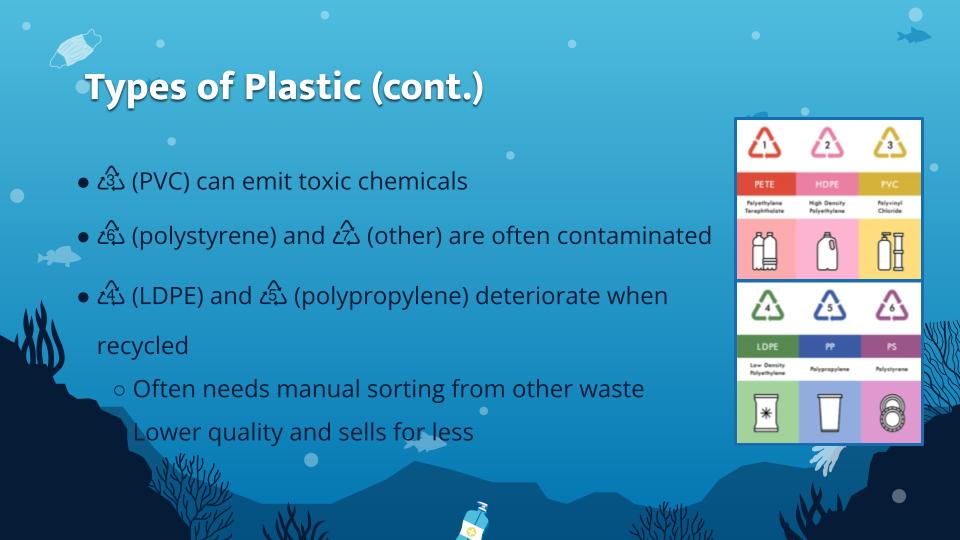 Types of Plastic (cont.)
● ♵ (PVC) can emit toxic chemicals
● ♸ (polystyrene) and ♹ (other) are often contaminated
● ♶ (LDPE) and ♷ (polypropylene) deteriorate when
recycled
○ Often needs manual sorting from other waste
Lower quality and sells for less
1 2 3
PETE HDPE PVC
Polyethylene High Density Polyvinyl
Terephthalate Polyethylene Chloride
4 5 6
LDPE PP PS
Low Density Polypropylene Polystyrene
Polyethylene